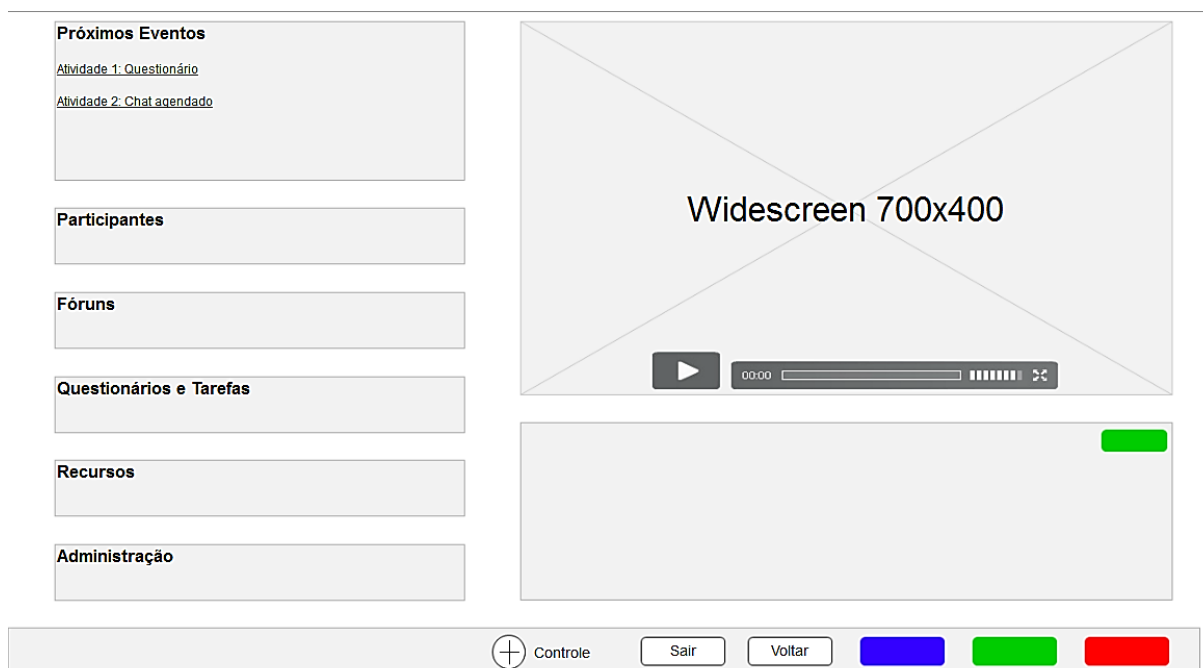 Próximos Eventos
Atividade 1: Questionário
Atividade 2: Chat agendado
Participantes
Fóruns
Questionários e Tarefas
Recursos
Administração
Widescreen 700x400
00:00
Controle
Sair
Voltar